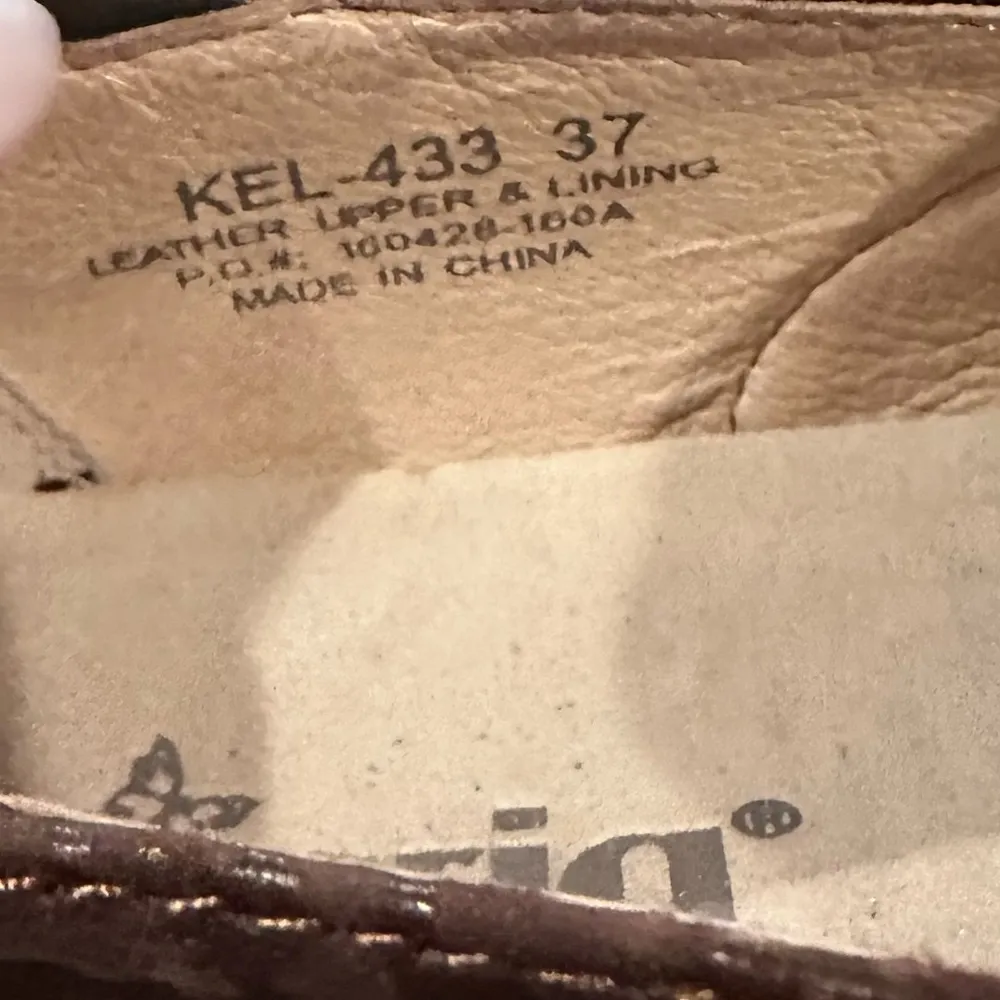 KEL-433 37
LEATHER UPPER & LINING
P.O.#: 100428-160A
MADE IN CHINA
®